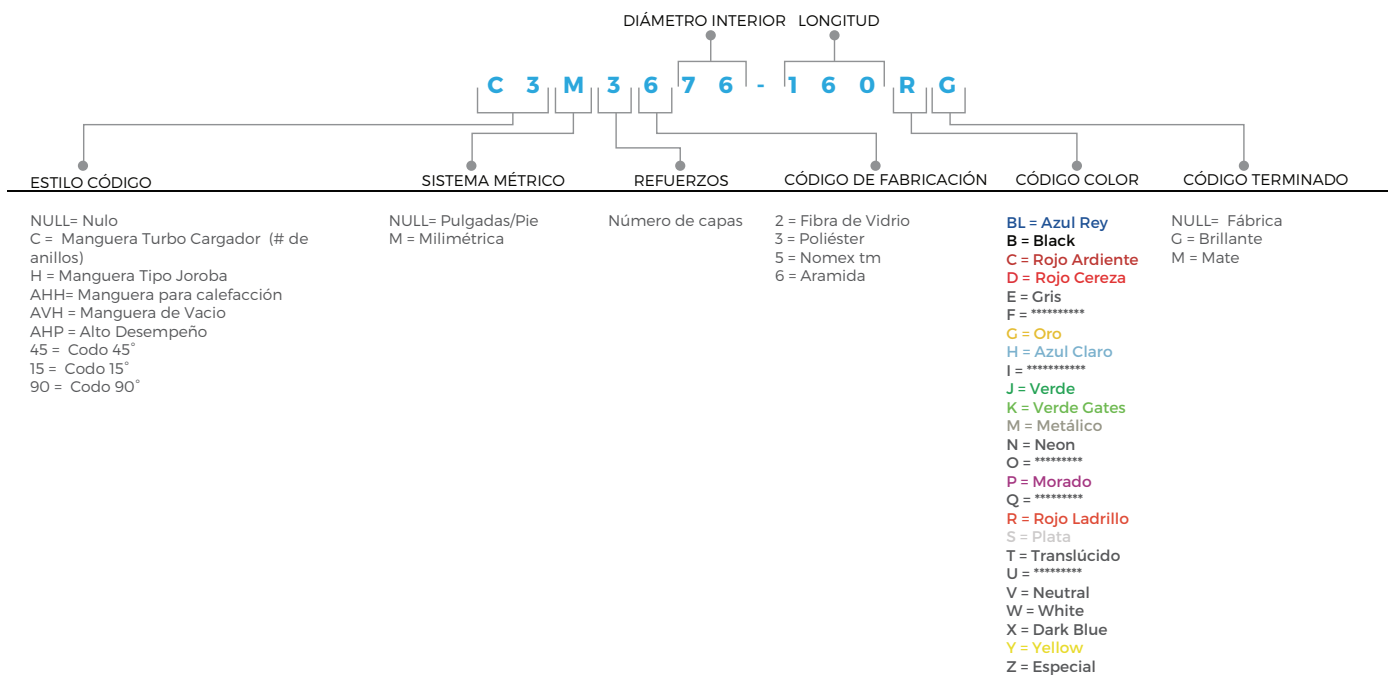 DIÁMETRO INTERIOR LONGITUD
C 3 M 3 6 7 6 - 1 6 0 R G
ESTILO CÓDIGO
NULL= Nulo
C = Manguera Turbo Cargador (# de
anillos)
H = Manguera Tipo Joroba
AHH= Manguera para calefacción
AVH = Manguera de Vacio
AHP = Alto Desempeño
45 = Codo 45°
15 = Codo 15°
90 = Codo 90°
SISTEMA MÉTRICO
NULL= Pulgadas/Pie
M = Milimétrica
REFUERZOS
Número de capas
CÓDIGO DE FABRICACIÓN
2 = Fibra de Vidrio
3 = Poliéster
5 = Nomex tm
6 = Aramida
CÓDIGO COLOR
BL = Azul Rey
B = Black
C = Rojo Ardiente
D = Rojo Cereza
E = Gris
F = **********
G = Oro
H = Azul Claro
I = ***********
J = Verde
K = Verde Gates
M = Metálico
N = Neon
O = *********
P = Morado
Q = *********
R = Rojo Ladrillo
S = Plata
T = Translúcido
U = *********
V = Neutral
W = White
X = Dark Blue
Y = Yellow
Z = Especial
CÓDIGO TERMINADO
NULL= Fábrica
G = Brillante
M = Mate